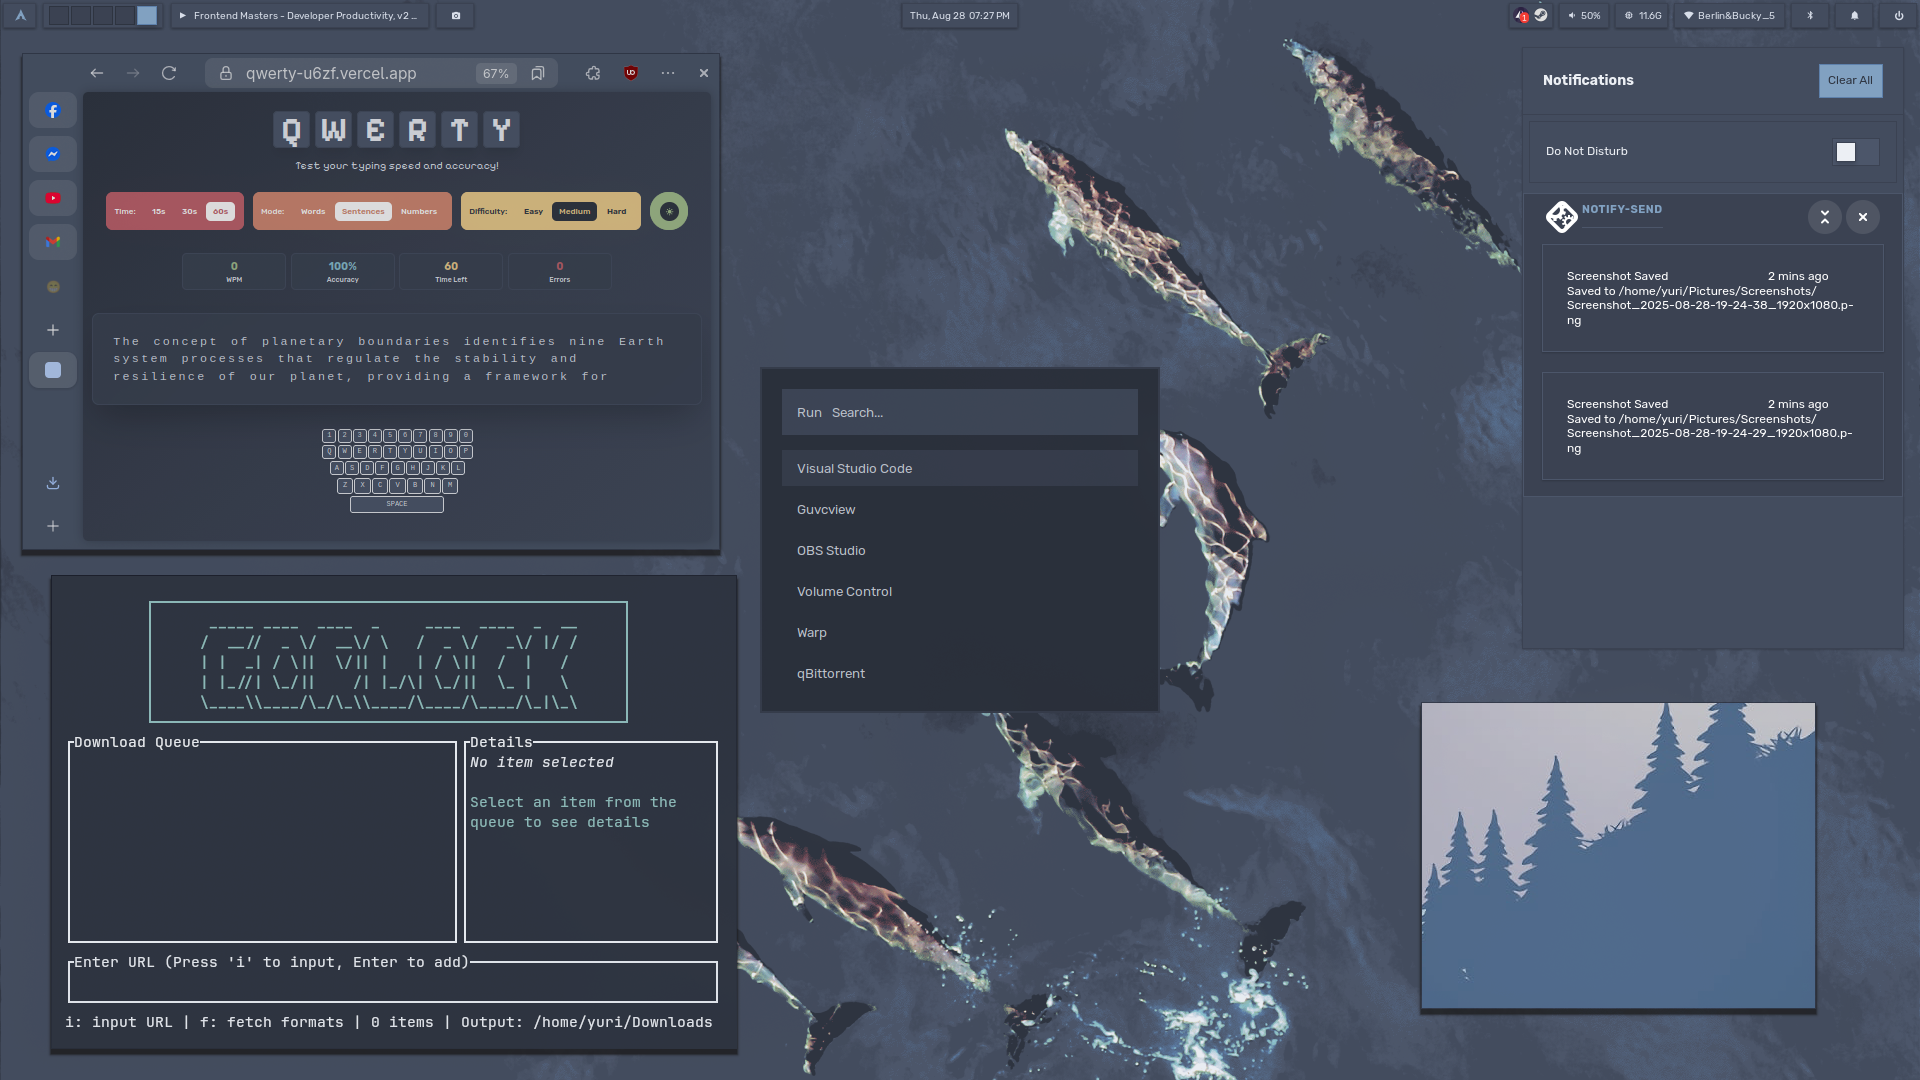 Frontend Masters - Developer Productivity, v2 ...
Thu, Aug 28 07:27 PM
1
50%
11.6G
Berlin&Bucky_5
qwerty-u6zf.vercel.app
67%
QWERTY
Test your typing speed and accuracy!
Time: 15s 30s 60s
Mode: Words Sentences Numbers
Difficulty: Easy Medium Hard
0
WPM
100%
Accuracy
60
Time Left
0
Errors
The concept of planetary boundaries identifies nine Earth
system processes that regulate the stability and
resilience of our planet, providing a framework for
1 2 3 4 5 6 7 8 9 0
Q W E R T Y U I O P
A S D F G H J K L
Z X C V B N M
SPACE
Download Queue
Details
No item selected
Select an item from the
queue to see details
Enter URL (Press 'i' to input, Enter to add)
i: input URL | f: fetch formats | 0 items | Output: /home/yuri/Downloads
Run Search...
Visual Studio Code
Guvcview
OBS Studio
Volume Control
Warp
qBittorrent
Notifications
Clear All
Do Not Disturb
NOTIFY-SEND
Screenshot Saved 2 mins ago
Saved to /home/yuri/Pictures/Screenshots/
Screenshot_2025-08-28-19-24-38_1920x1080.p-
ng
Screenshot Saved 2 mins ago
Saved to /home/yuri/Pictures/Screenshots/
Screenshot_2025-08-28-19-24-29_1920x1080.p-
ng